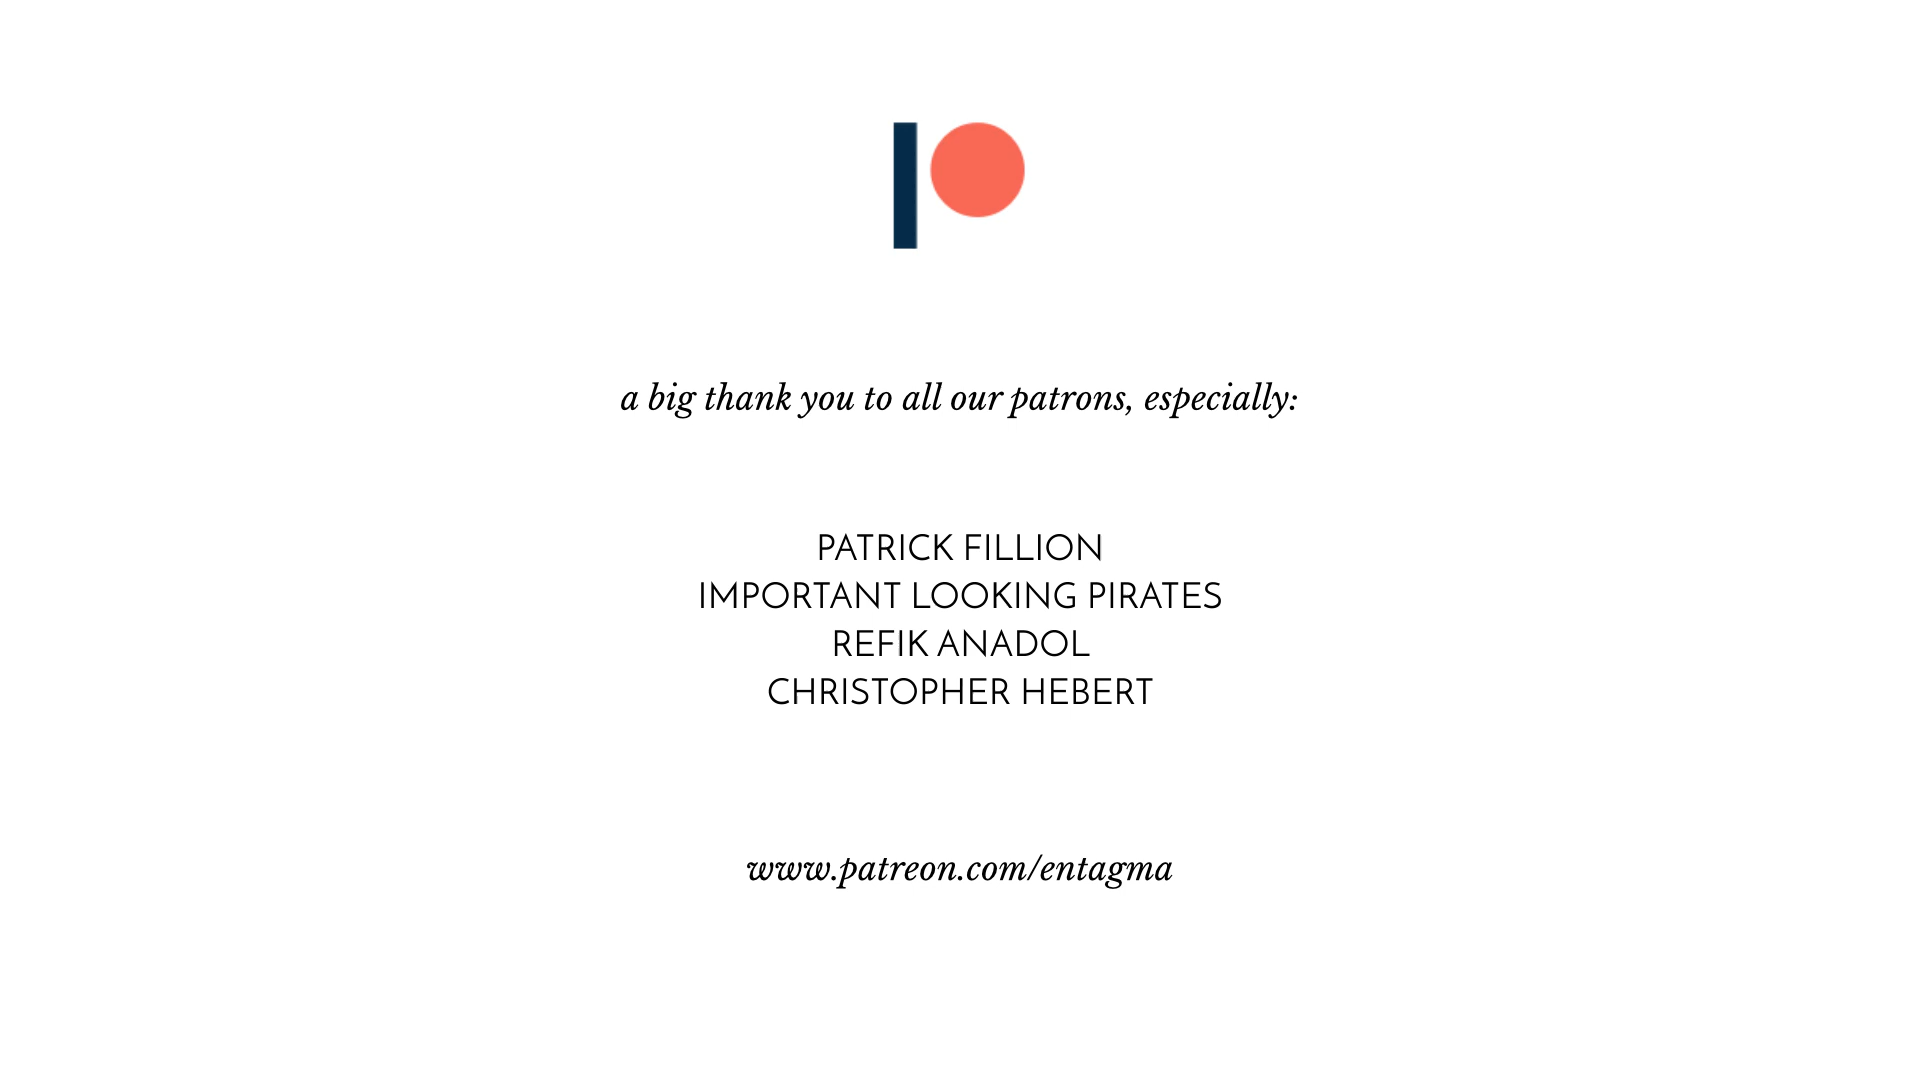 a big thank you to all our patrons, especially:
PATRICK FILLION
IMPORTANT LOOKING PIRATES
REFIK ANADOL
CHRISTOPHER HEBERT
www.patreon.com/entagma